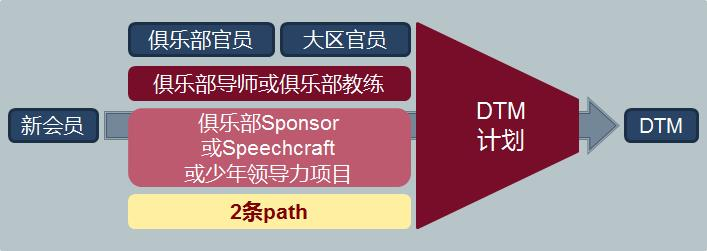 俱乐部官员
大区官员
俱乐部导师或俱乐部教练
新会员
俱乐部Sponsor
或Speechcraft
或少年领导力项目
2条path
DTM
计划
DTM